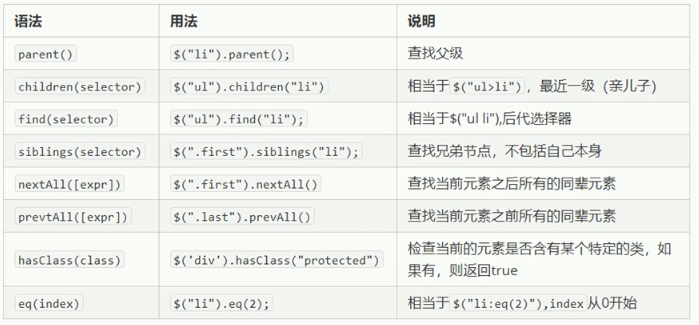 语法 用法 说明
parent() $("li").parent(); 查找父级
children(selector) $("ul").children("li") 相当于$("ul>li")，最近一级（亲儿子）
find(selector) $("ul").find("li"); 相当于$("ul li"),后代选择器
siblings(selector) $(".first").siblings("li"); 查找兄弟节点，不包括自己本身
nextAll([expr]) $(".first").nextAll() 查找当前元素之后所有的同辈元素
prevtAll([expr]) $(".last").prevAll() 查找当前元素之前所有的同辈元素
hasClass(class) $('div').hasClass("protected") 检查当前的元素是否含有某个特定的类，如
果有，则返回true
eq(index) $("li").eq(2); 相当于$("li:eq(2)"),index从0开始